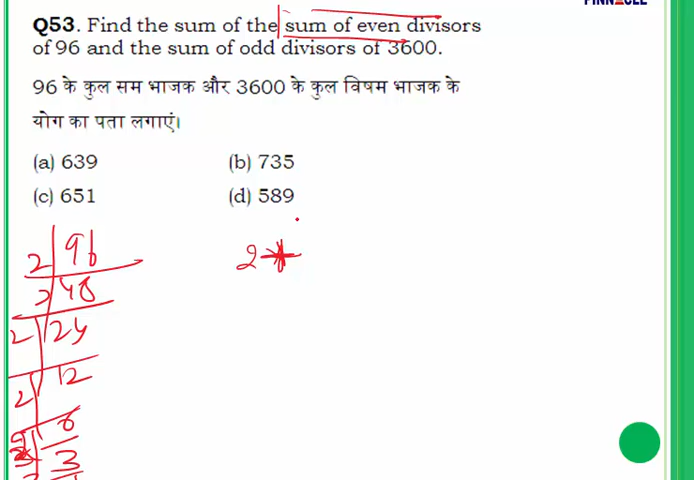 PINNACLE
Q53. Find the sum of the sum of even divisors
of 96 and the sum of odd divisors of 3600.
96 के कुल सम भाजक और 3600 के कुल विषम भाजक के
योग का पता लगाएं।
(a) 639 (b) 735
(c) 651 (d) 589
2 96
2 48
2 24
2 12
6
3
2